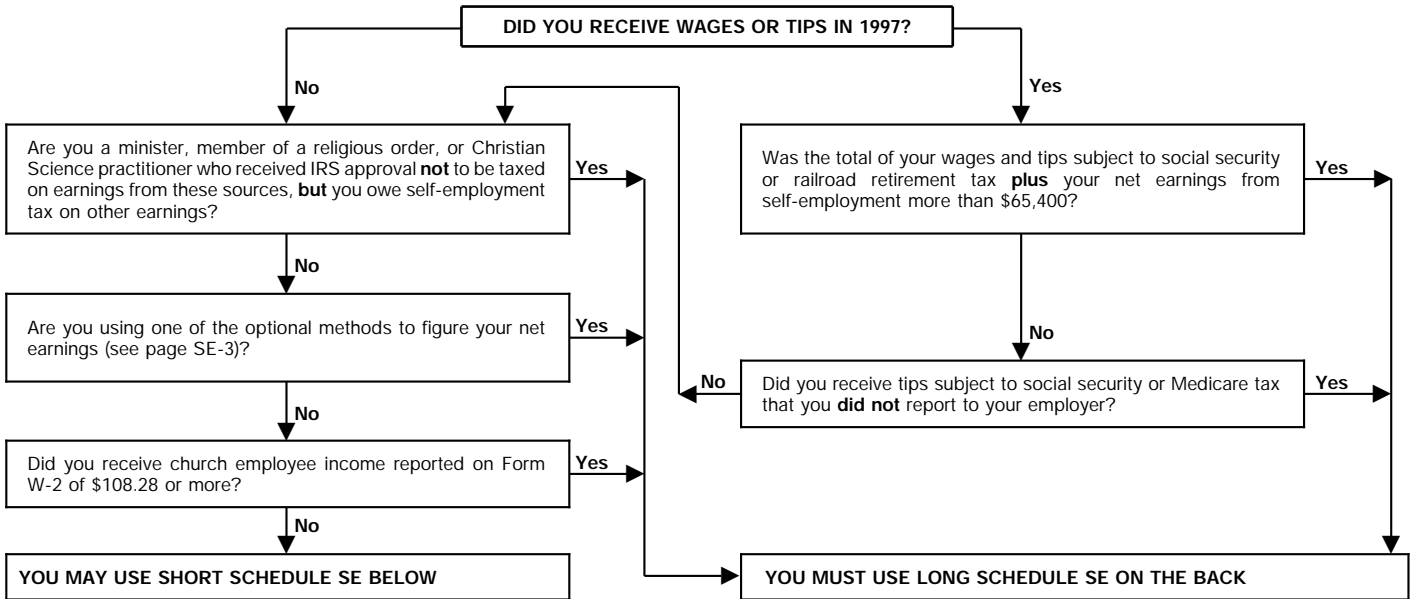 DID YOU RECEIVE WAGES OR TIPS IN 1997?
No
Yes
Are you a minister, member of a religious order, or Christian
Science practitioner who received IRS approval not to be taxed
on earnings from these sources, but you owe self-employment
tax on other earnings?
Yes
Was the total of your wages and tips subject to social security
or railroad retirement tax plus your net earnings from
self-employment more than $65,400?
Yes
No
Are you using one of the optional methods to figure your net
earnings (see page SE-3)?
Yes
No
No
Did you receive tips subject to social security or Medicare tax
that you did not report to your employer?
Yes
No
Did you receive church employee income reported on Form
W-2 of $108.28 or more?
Yes
No
YOU MAY USE SHORT SCHEDULE SE BELOW
YOU MUST USE LONG SCHEDULE SE ON THE BACK